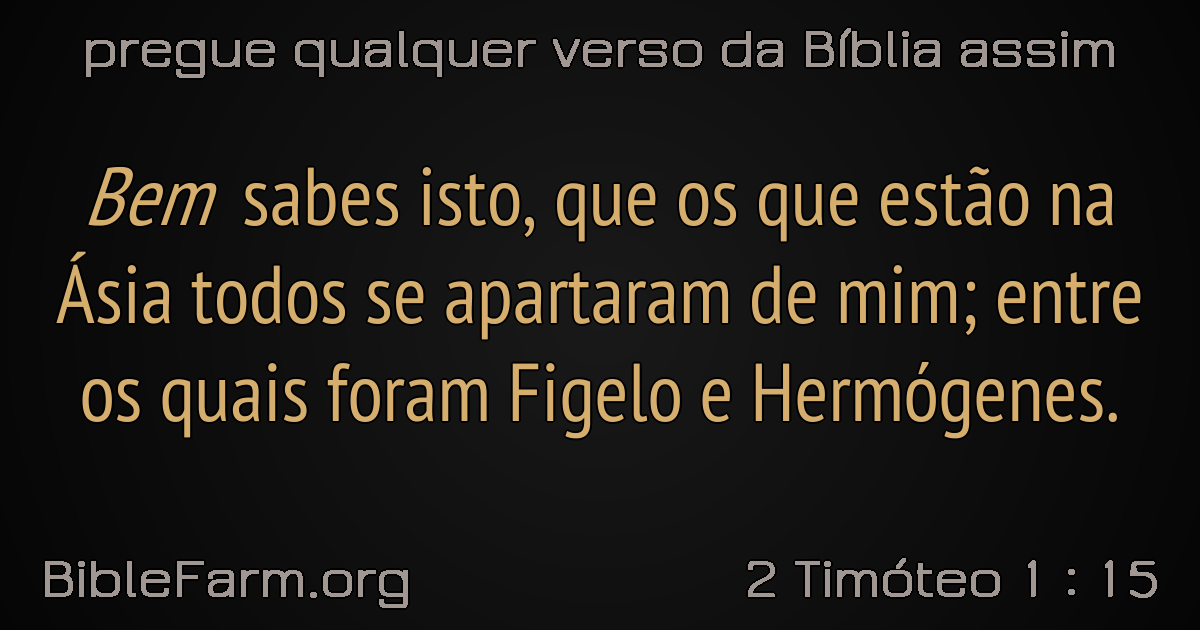 pregue qualquer verso da Bíblia assim
Bem sabes isto, que os que estão na
Ásia todos se apartaram de mim; entre
os quais foram Figelo e Hermógenes.
BibleFarm.org
2 Timóteo 1 : 15